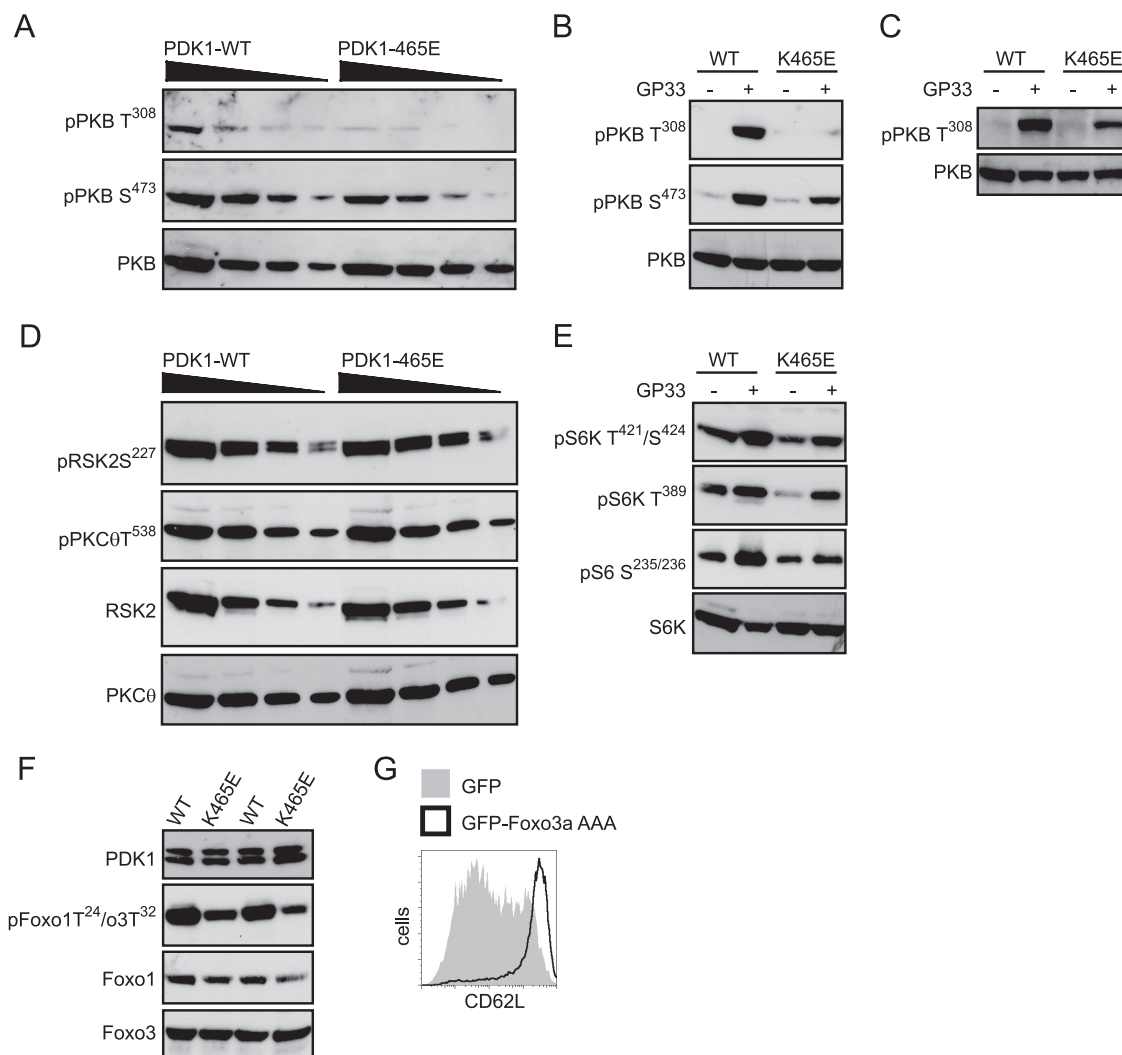 A
PDK1-WT PDK1-465E
pPKB T308
pPKB S473
PKB
B
WT K465E
GP33 - + - +
pPKB T308
pPKB S473
PKB
C
WT K465E
GP33 - + - +
pPKB T308
PKB
D
PDK1-WT PDK1-465E
pRSK2S227
pPKCθT538
RSK2
PKCθ
E
WT K465E
GP33 - + - +
pS6K T421/S424
pS6K T389
pS6 S235/236
S6K
F
WT K465E WT K465E
PDK1
pFoxo1T24/o3T32
Foxo1
Foxo3
G
GFP
GFP-Foxo3a AAA
cells
CD62L